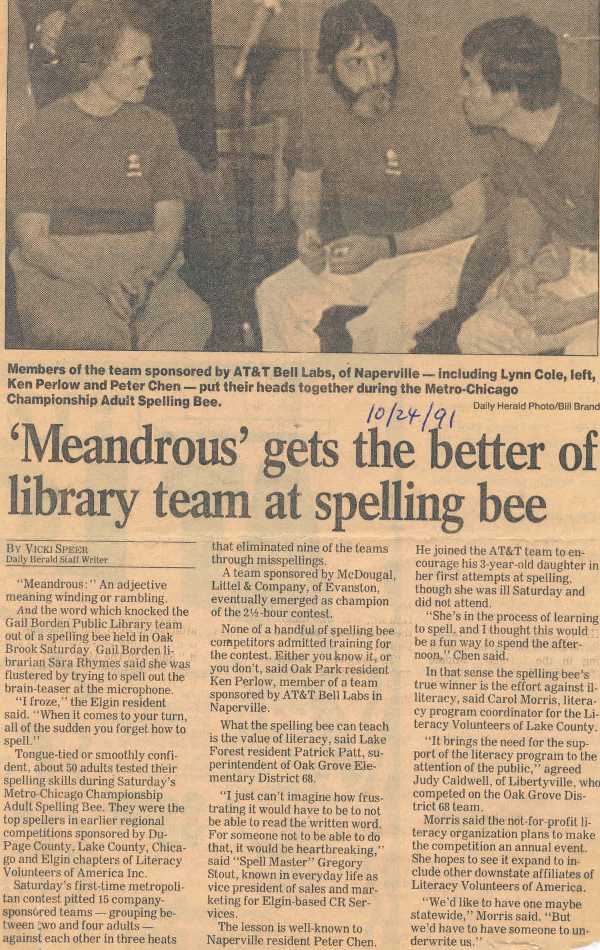 Members of the team sponsored by AT&T Bell Labs, of Naperville — including Lynn Cole, left,
Ken Perlow and Peter Chen — put their heads together during the Metro-Chicago
Championship Adult Spelling Bee.
Daily Herald Photo/Bill Brand
10/24/91
‘Meandrous’ gets the better of
library team at spelling bee
BY VICKI SPEER
Daily Herald Staff Writer
“Meandrous:” An adjective
meaning winding or rambling.
And the word which knocked the
Gail Borden Public Library team
out of a spelling bee held in Oak
Brook Saturday. Gail Borden li-
brarian Sara Rhymes said she was
flustered by trying to spell out the
brain-teaser at the microphone.
“I froze,” the Elgin resident
said. “When it comes to your turn,
all of the sudden you forget how to
spell.”
Tongue-tied or smoothly confi-
dent, about 50 adults tested their
spelling skills during Saturday’s
Metro-Chicago Championship
Adult Spelling Bee. They were the
top spellers in earlier regional
competitions sponsored by Du-
Page County, Lake County, Chica-
go and Elgin chapters of Literacy
Volunteers of America Inc.
Saturday’s first-time metropoli-
tan contest pitted 15 company-
sponsored teams — grouping be-
tween two and four adults —
against each other in three heats
that eliminated nine of the teams
through misspellings.
A team sponsored by McDougal,
Littel & Company, of Evanston,
eventually emerged as champion
of the 2½-hour contest.
None of a handful of spelling bee
competitors admitted training for
the contest. Either you know it, or
you don’t, said Oak Park resident
Ken Perlow, member of a team
sponsored by AT&T Bell Labs in
Naperville.
What the spelling bee can teach
is the value of literacy, said Lake
Forest resident Patrick Patt, su-
perintendent of Oak Grove Ele-
mentary District 68.
“I just can’t imagine how frus-
trating it would have to be to not
be able to read the written word.
For someone not to be able to do
that, it would be heartbreaking,”
said “Spell Master” Gregory
Stout, known in everyday life as
vice president of sales and mar-
keting for Elgin-based CR Ser-
vices.
The lesson is well-known to
Naperville resident Peter Chen.
He joined the AT&T team to en-
courage his 3-year-old daughter in
her first attempts at spelling,
though she was ill Saturday and
did not attend.
“She’s in the process of learning
to spell, and I thought this would
be a fun way to spend the after-
noon,” Chen said.
In that sense the spelling bee’s
true winner is the effort against il-
literacy, said Carol Morris, litera-
cy program coordinator for the Li-
teracy Volunteers of Lake County.
“It brings the need for the sup-
port of the literacy program to the
attention of the public,” agreed
Judy Caldwell, of Libertyville, who
competed on the Oak Grove Dis-
trict 68 team.
Morris said the not-for-profit li-
teracy organization plans to make
the competition an annual event.
She hopes to see it expand to in-
clude other downstate affiliates of
Literacy Volunteers of America.
“We’d like to have one maybe
statewide,” Morris said. “But
we’d have to have someone to un-
derwrite us.”